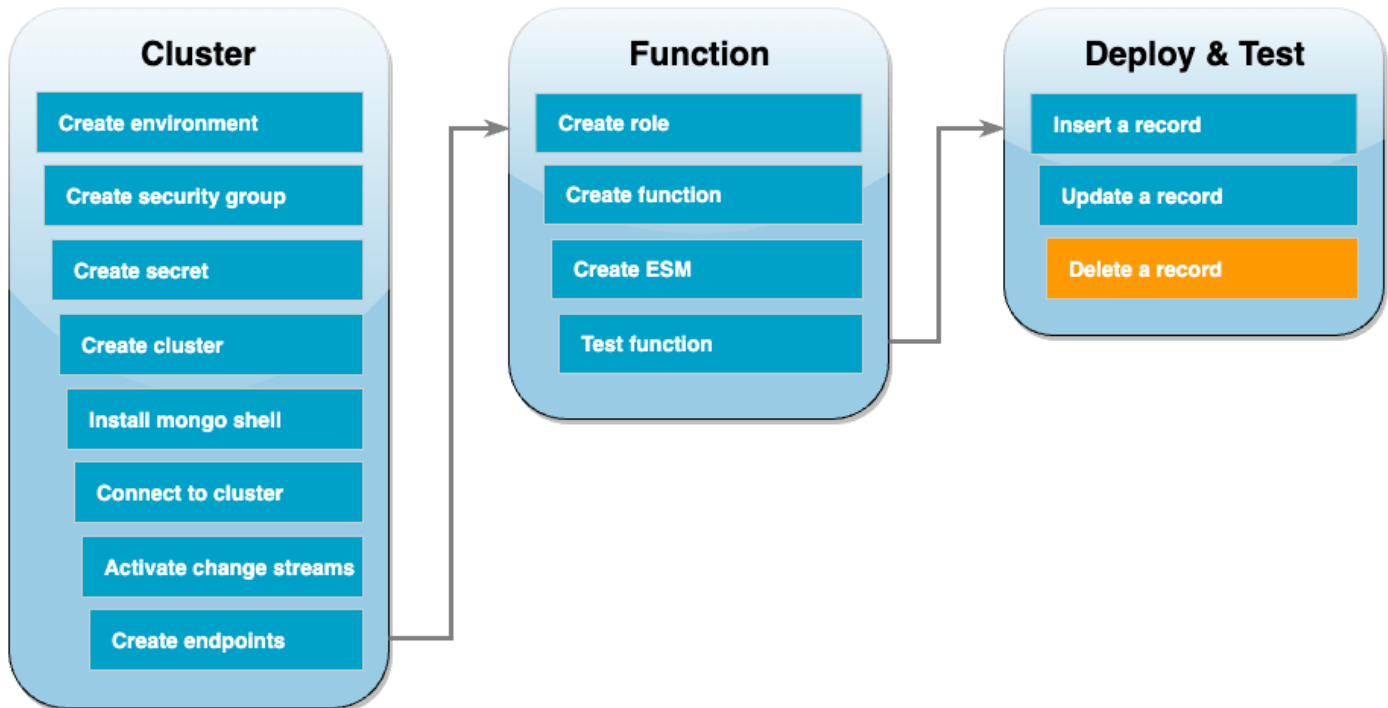 Cluster
Create environment
Create security group
Create secret
Create cluster
Install mongo shell
Connect to cluster
Activate change streams
Create endpoints
Function
Create role
Create function
Create ESM
Test function
Deploy & Test
Insert a record
Update a record
Delete a record